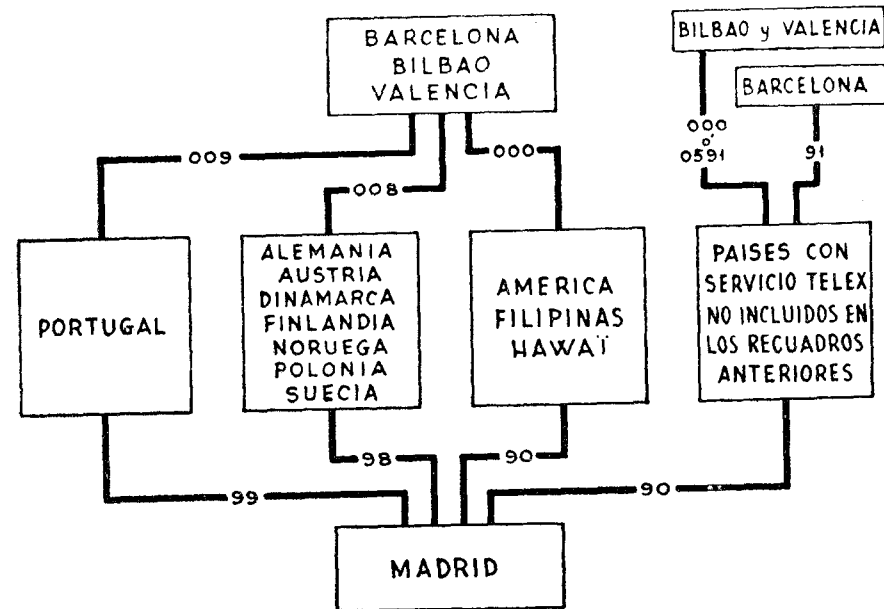 BARCELONA
BILBAO
VALENCIA
BILBAO y VALENCIA
BARCELONA
009
008
000
000
o'
0591
91
PORTUGAL
ALEMANIA
AUSTRIA
DINAMARCA
FINLANDIA
NORUEGA
POLONIA
SUECIA
AMERICA
FILIPINAS
HAWAÏ
PAISES CON
SERVICIO TELEX
NO INCLUIDOS EN
LOS RECUADROS
ANTERIORES
99
98
90
90
MADRID